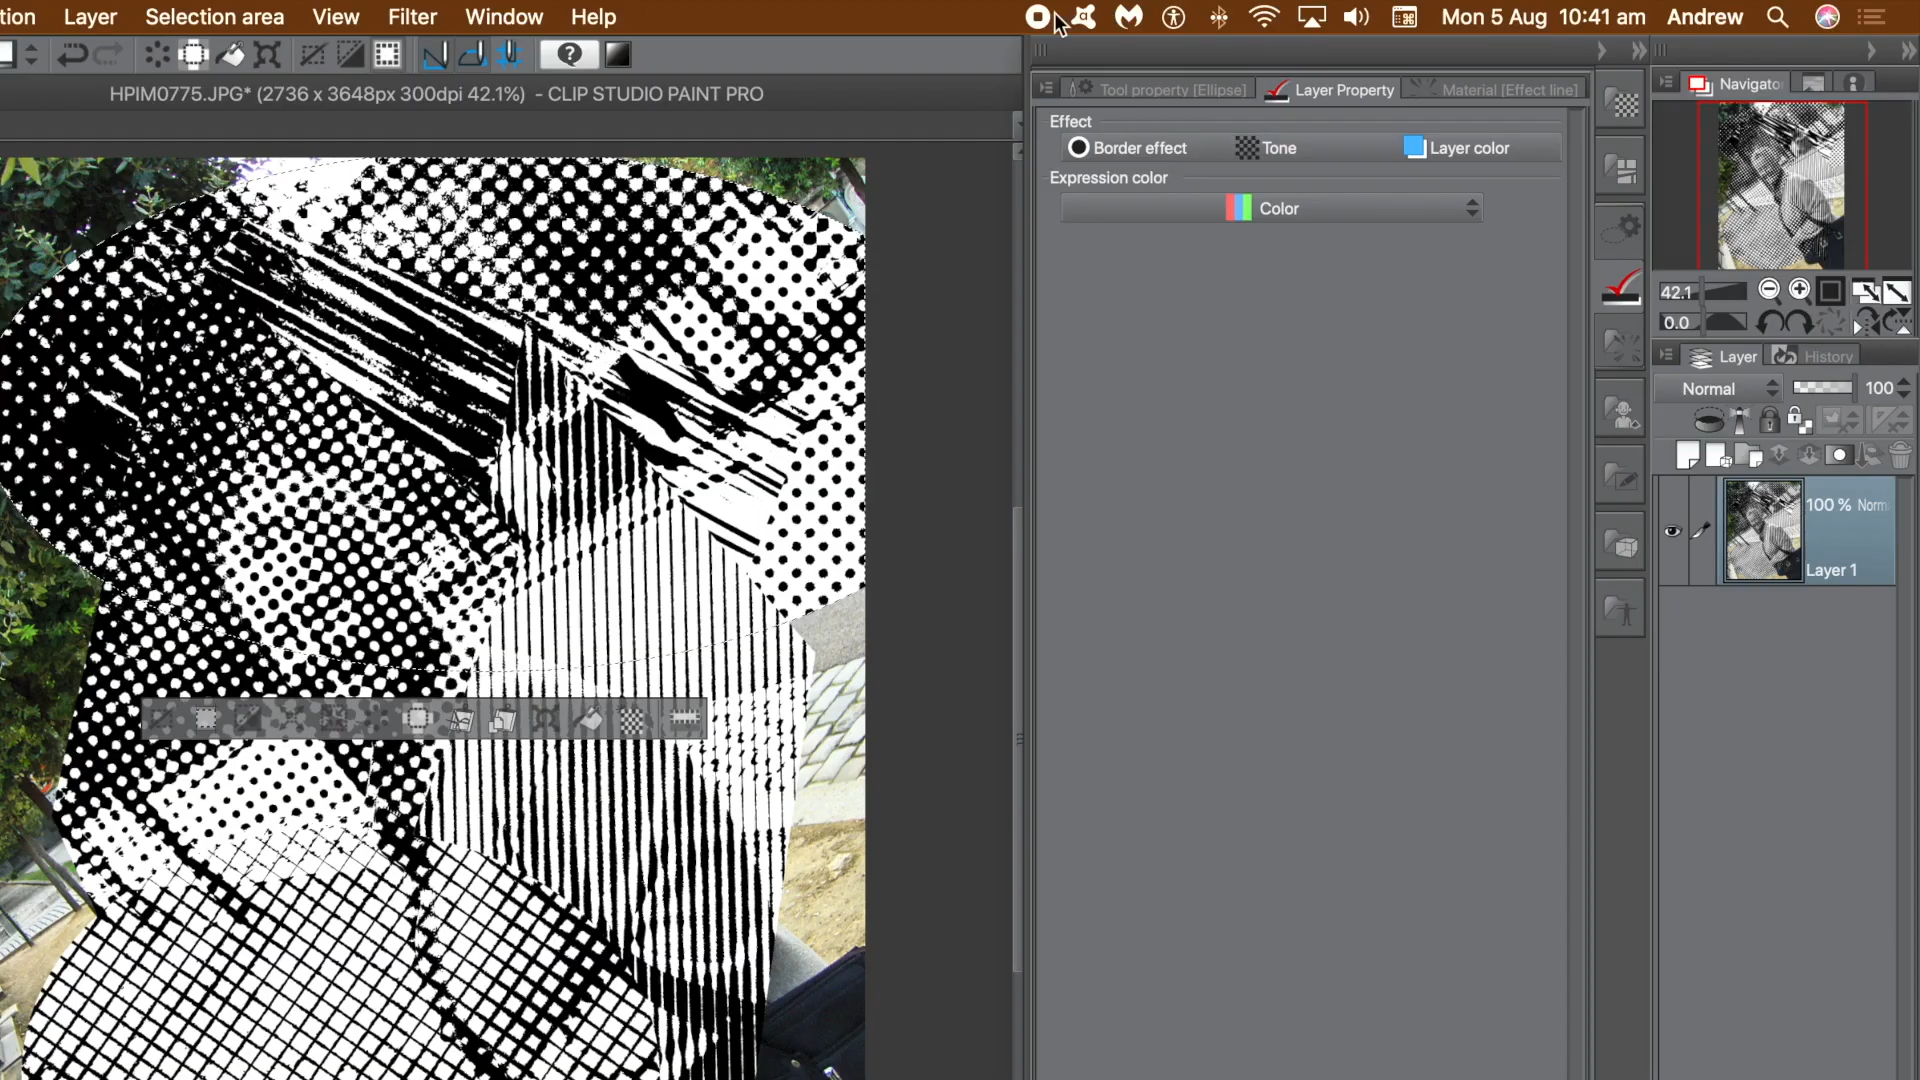 tion Layer Selection area View Filter Window Help Mon 5 Aug 10:41 am Andrew
HPIM0775.JPG* (2736 x 3648px 300dpi 42.1%) - CLIP STUDIO PAINT PRO
Tool property [Ellipse] Layer Property Material [Effect line] Navigato
Effect
Border effect Tone Layer color
Expression color
Color
42.1
0.0
Layer History
Normal 100
100 % Norm
Layer 1